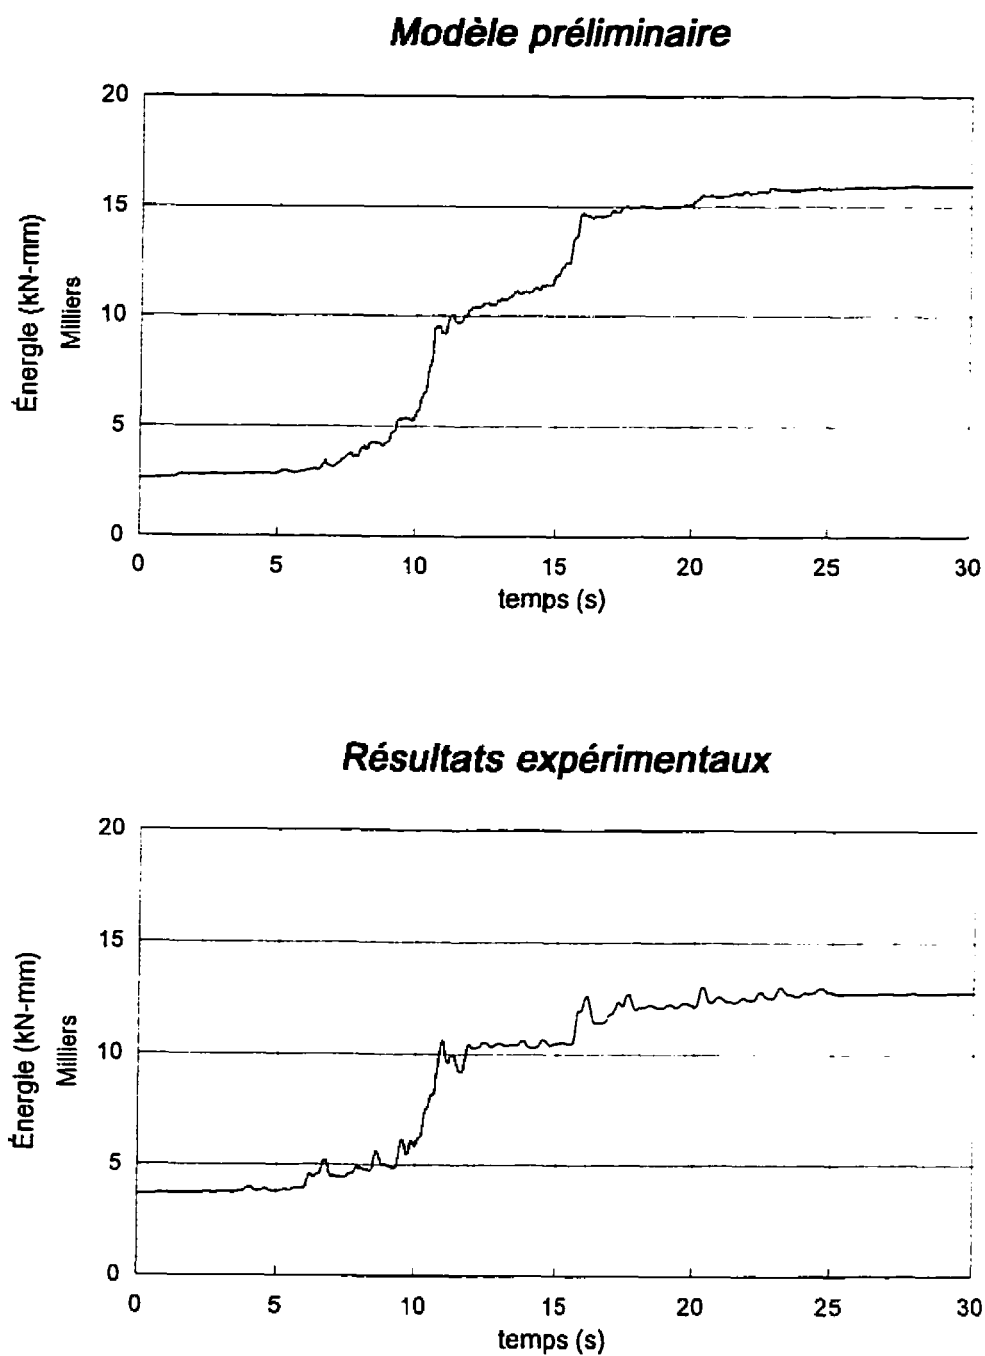 Modèle préliminaire
20
15
10
5
0
Énergie (kN-mm)
Milliers
0 5 10 15 20 25 30
temps (s)
Résultats expérimentaux
20
15
10
5
0
Énergie (kN-mm)
Milliers
0 5 10 15 20 25 30
temps (s)